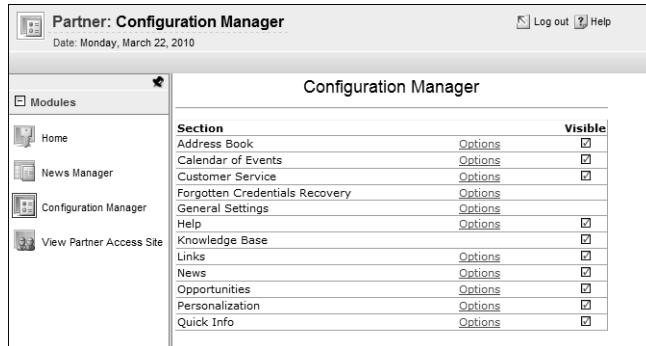 Partner: Configuration Manager
Log out
Help
Date: Monday, March 22, 2010
Modules
Home
News Manager
Configuration Manager
View Partner Access Site
Configuration Manager
Section Visible
Address Book Options
Calendar of Events Options
Customer Service Options
Forgotten Credentials Recovery Options
General Settings Options
Help Options
Knowledge Base
Links Options
News Options
Opportunities Options
Personalization Options
Quick Info Options